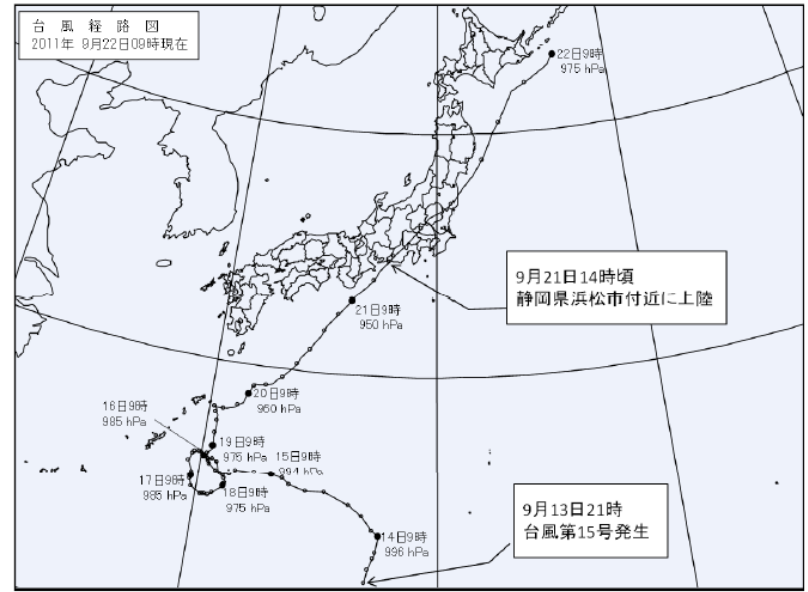 台 風 経 路 図
2011年 9月22日09時現在
22日9時
975 hPa
9月21日14時頃
静岡県浜松市付近に上陸
21日9時
950 hPa
20日9時
960 hPa
16日9時
985 hPa
19日9時
975 hPa
15日9時
994 hPa
17日9時
985 hPa
18日9時
975 hPa
9月13日21時
台風第15号発生
14日9時
996 hPa